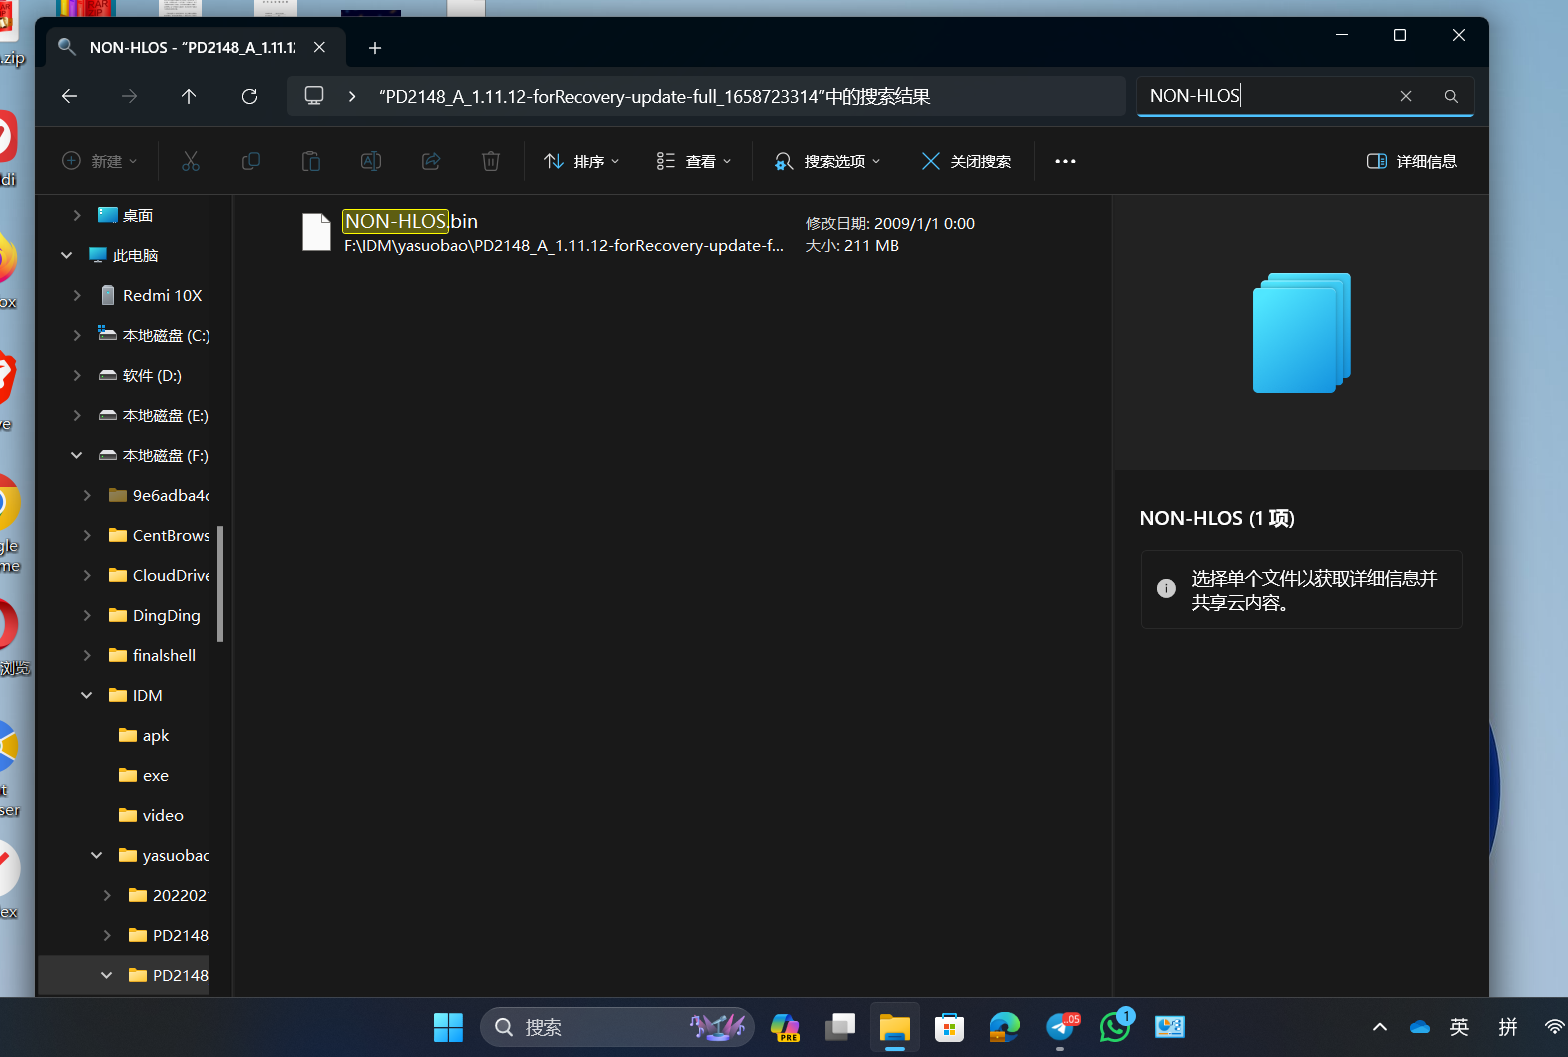 .zip
NON-HLOS - "PD2148_A_1.11.12
"PD2148_A_1.11.12-forRecovery-update-full_1658723314"中的搜索结果
NON-HLOS
新建
排序
查看
搜索选项
关闭搜索
详细信息
di
ox
ve
gle
me
浏览
t
ser
ex
桌面
此电脑
Redmi 10X
本地磁盘 (C:)
软件 (D:)
本地磁盘 (E:)
本地磁盘 (F:)
9e6adba4c
CentBrows
CloudDrive
DingDing
finalshell
IDM
apk
exe
video
yasuobao
202202
PD2148
PD2148
NON-HLOS.bin
F:\IDM\yasuobao\PD2148_A_1.11.12-forRecovery-update-f...
修改日期: 2009/1/1 0:00
大小: 211 MB
NON-HLOS (1 项)
选择单个文件以获取详细信息并
共享云内容。
搜索
PRE
..05
1
英
拼